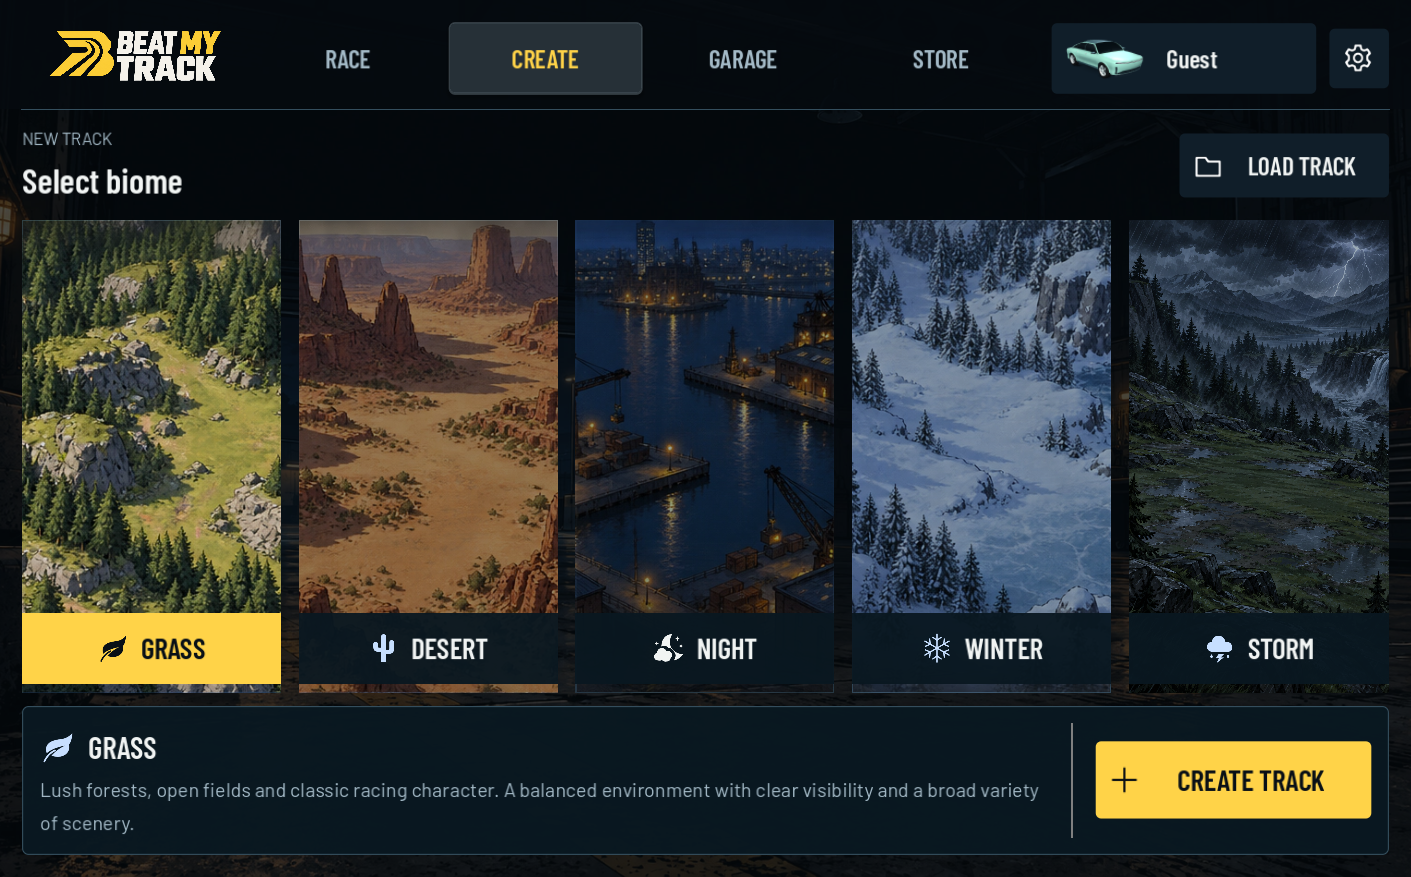 BEAT MY
TRACK
RACE
CREATE
GARAGE
STORE
Guest
NEW TRACK
Select biome
LOAD TRACK
GRASS
DESERT
NIGHT
WINTER
STORM
GRASS
Lush forests, open fields and classic racing character. A balanced environment with clear visibility and a broad variety
of scenery.
CREATE TRACK